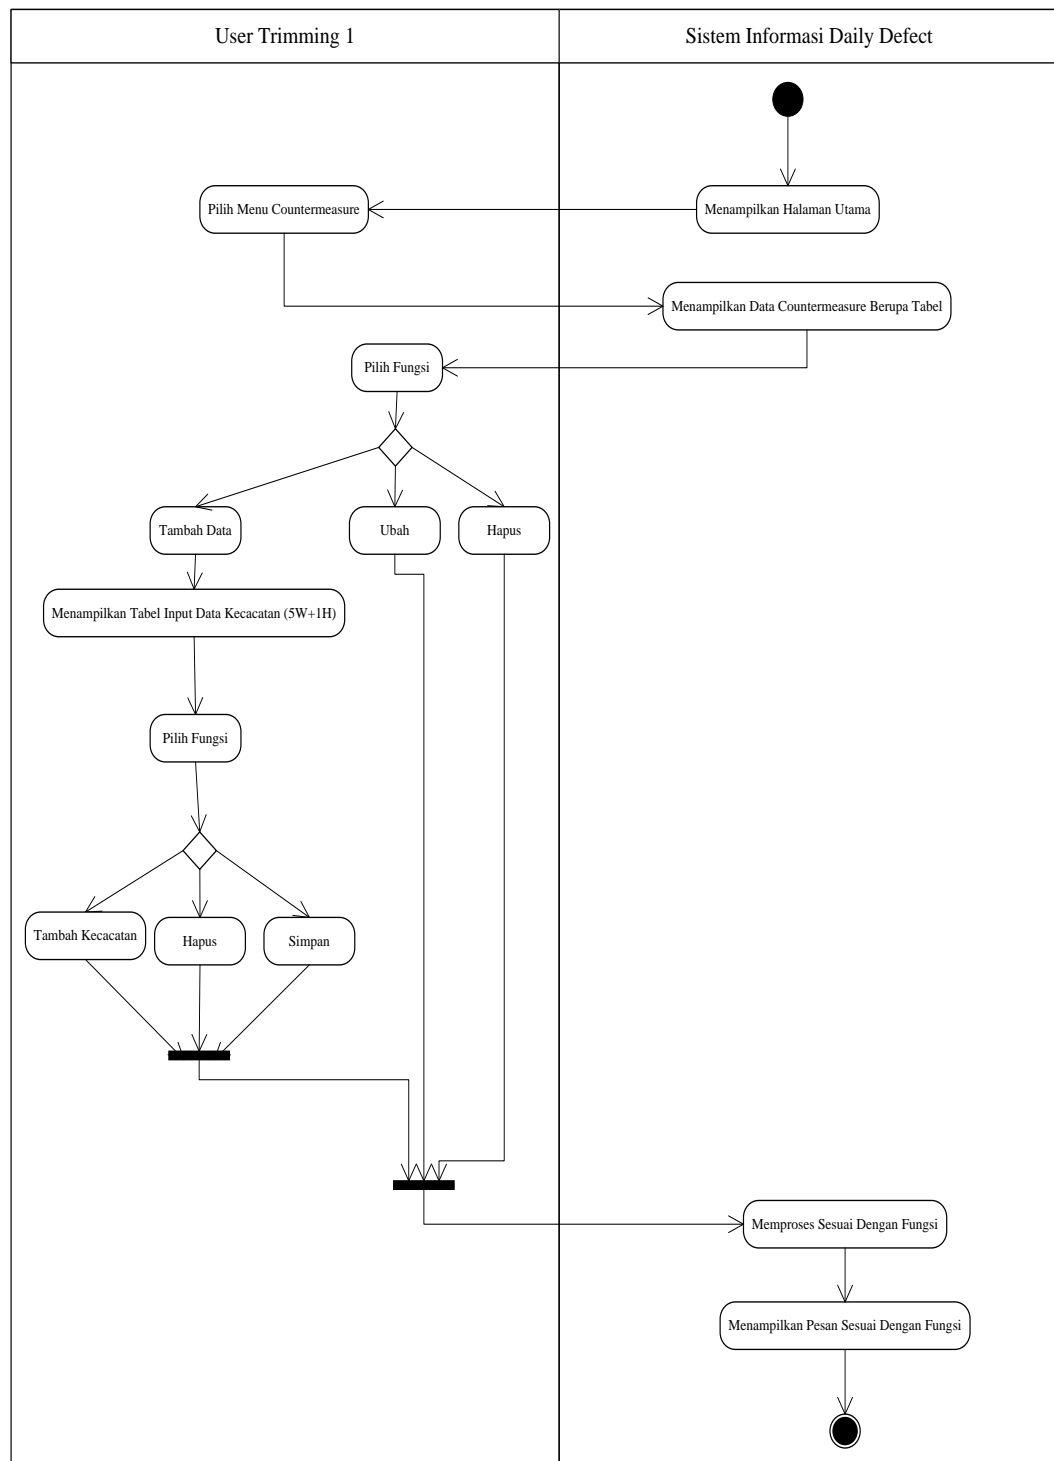 User Trimming 1
Sistem Informasi Daily Defect
Menampilkan Halaman Utama
Pilih Menu Countermeasure
Menampilkan Data Countermeasure Berupa Tabel
Pilih Fungsi
Tambah Data
Ubah
Hapus
Menampilkan Tabel Input Data Kecacatan (5W+1H)
Pilih Fungsi
Tambah Kecacatan
Hapus
Simpan
Memproses Sesuai Dengan Fungsi
Menampilkan Pesan Sesuai Dengan Fungsi